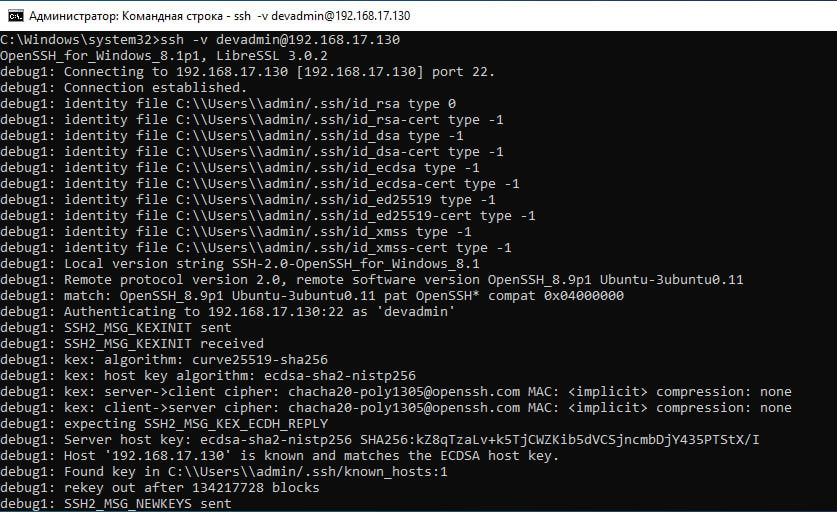 Администратор: Командная строка - ssh -v devadmin@192.168.17.130
C:\Windows\system32>ssh -v devadmin@192.168.17.130
OpenSSH_for_Windows_8.1p1, LibreSSL 3.0.2
debug1: Connecting to 192.168.17.130 [192.168.17.130] port 22.
debug1: Connection established.
debug1: identity file C:\\Users\\admin/.ssh/id_rsa type 0
debug1: identity file C:\\Users\\admin/.ssh/id_rsa-cert type -1
debug1: identity file C:\\Users\\admin/.ssh/id_dsa type -1
debug1: identity file C:\\Users\\admin/.ssh/id_dsa-cert type -1
debug1: identity file C:\\Users\\admin/.ssh/id_ecdsa type -1
debug1: identity file C:\\Users\\admin/.ssh/id_ecdsa-cert type -1
debug1: identity file C:\\Users\\admin/.ssh/id_ed25519 type -1
debug1: identity file C:\\Users\\admin/.ssh/id_ed25519-cert type -1
debug1: identity file C:\\Users\\admin/.ssh/id_xmss type -1
debug1: identity file C:\\Users\\admin/.ssh/id_xmss-cert type -1
debug1: Local version string SSH-2.0-OpenSSH_for_Windows_8.1
debug1: Remote protocol version 2.0, remote software version OpenSSH_8.9p1 Ubuntu-3ubuntu0.11
debug1: match: OpenSSH_8.9p1 Ubuntu-3ubuntu0.11 pat OpenSSH* compat 0x04000000
debug1: Authenticating to 192.168.17.130:22 as 'devadmin'
debug1: SSH2_MSG_KEXINIT sent
debug1: SSH2_MSG_KEXINIT received
debug1: kex: algorithm: curve25519-sha256
debug1: kex: host key algorithm: ecdsa-sha2-nistp256
debug1: kex: server->client cipher: chacha20-poly1305@openssh.com MAC: <implicit> compression: none
debug1: kex: client->server cipher: chacha20-poly1305@openssh.com MAC: <implicit> compression: none
debug1: expecting SSH2_MSG_KEX_ECDH_REPLY
debug1: Server host key: ecdsa-sha2-nistp256 SHA256:kZ8qTzaLv+k5TjCWZKib5dVCSjncmbDjY435PTStX/I
debug1: Host '192.168.17.130' is known and matches the ECDSA host key.
debug1: Found key in C:\\Users\\admin/.ssh/known_hosts:1
debug1: rekey out after 134217728 blocks
debug1: SSH2_MSG_NEWKEYS sent